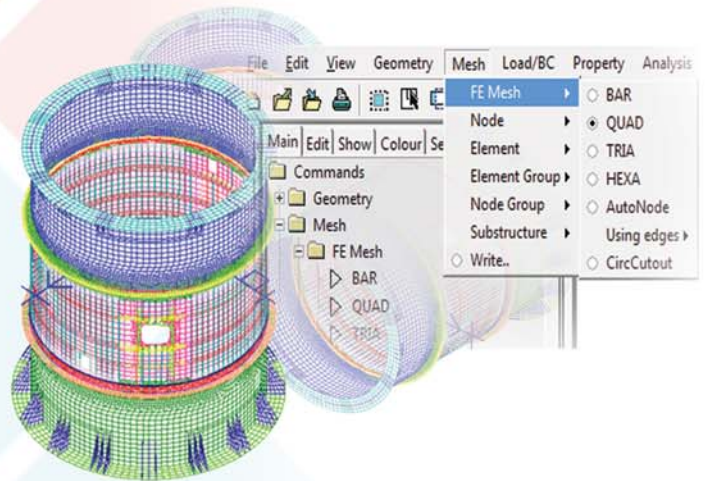 File Edit View Geometry Mesh Load/BC Property Analysis
FE Mesh
Node
Element
Element Group
Node Group
Substructure
Write..
BAR
QUAD
TRIA
HEXA
AutoNode
Using edges
CircCutout
Main Edit Show Colour Se
Commands
Geometry
Mesh
FE Mesh
BAR
QUAD
TRIA